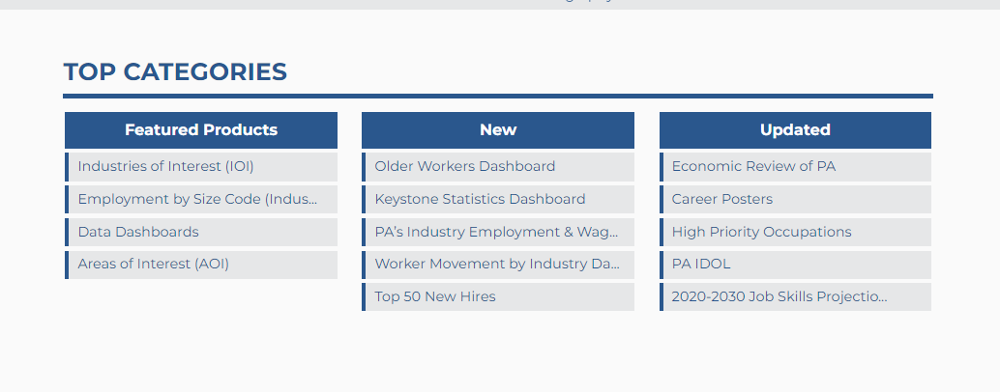 TOP CATEGORIES
Featured Products
Industries of Interest (IOI)
Employment by Size Code (Indus...
Data Dashboards
Areas of Interest (AOI)
New
Older Workers Dashboard
Keystone Statistics Dashboard
PA's Industry Employment & Wag...
Worker Movement by Industry Da...
Top 50 New Hires
Updated
Economic Review of PA
Career Posters
High Priority Occupations
PA IDOL
2020-2030 Job Skills Projectio...